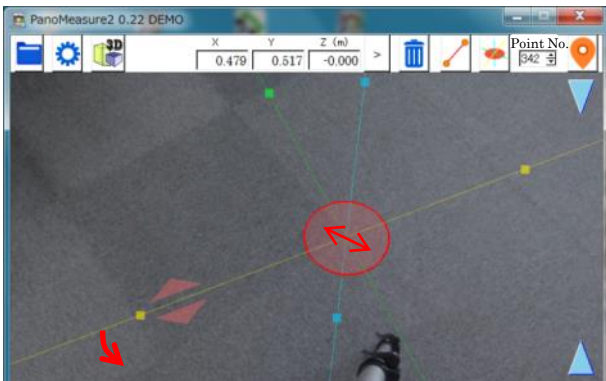 PanoMeasure2 0.22 DEMO
3D
X Y Z (m)
0.479 0.517 -0.000 >
Point No.
342